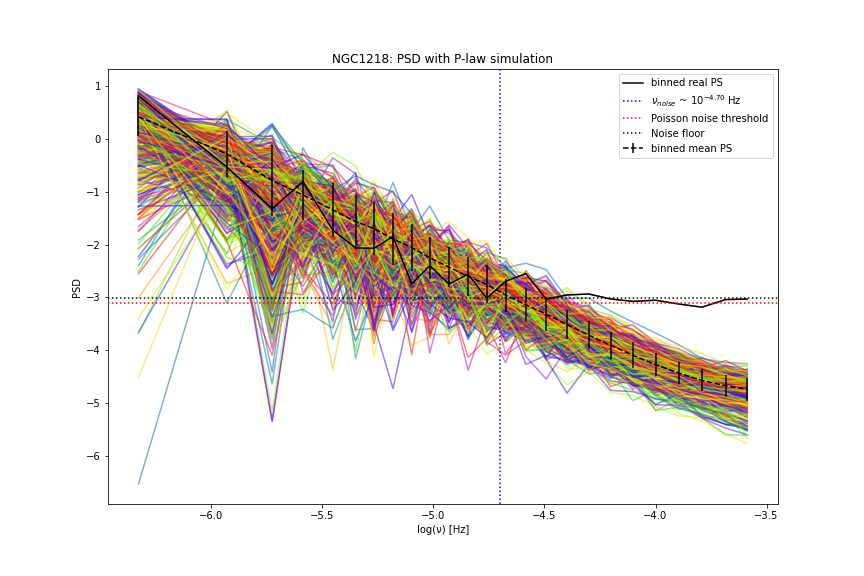 NGC1218: PSD with P-law simulation
binned real PS
ν_noise ~ 10^−4.70 Hz
Poisson noise threshold
Noise floor
binned mean PS
PSD
1
0
−1
−2
−3
−4
−5
−6
−6.0 −5.5 −5.0 −4.5 −4.0 −3.5
log(ν) [Hz]